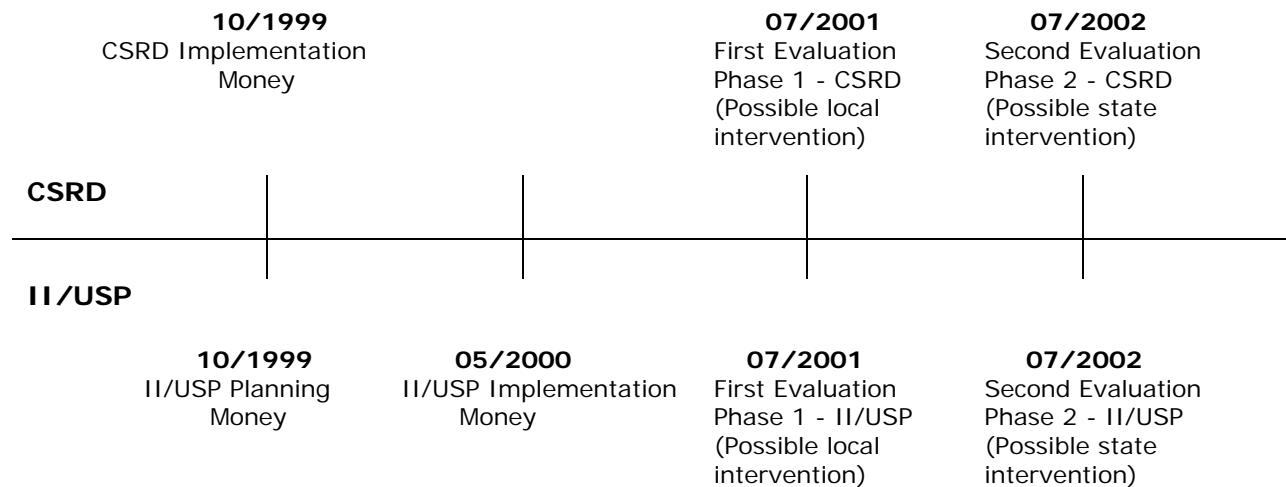 10/1999
CSRD Implementation
Money
07/2001
First Evaluation
Phase 1 - CSRD
(Possible local
intervention)
07/2002
Second Evaluation
Phase 2 - CSRD
(Possible state
intervention)
CSRD
II/USP
10/1999
II/USP Planning
Money
05/2000
II/USP Implementation
Money
07/2001
First Evaluation
Phase 1 - II/USP
(Possible local
intervention)
07/2002
Second Evaluation
Phase 2 - II/USP
(Possible state
intervention)